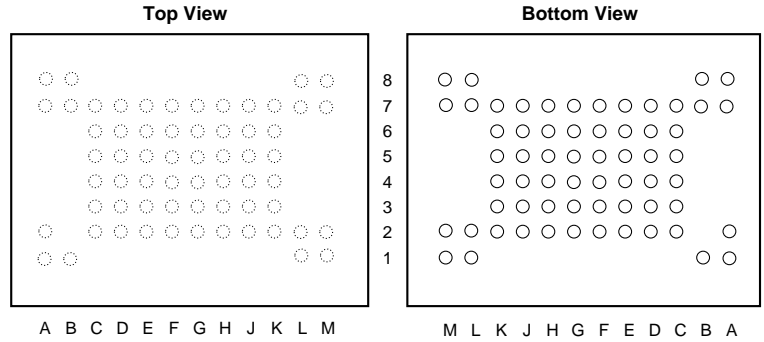 Top View
Bottom View
8
7
6
5
4
3
2
1
A B C D E F G H J K L M
M L K J H G F E D C B A